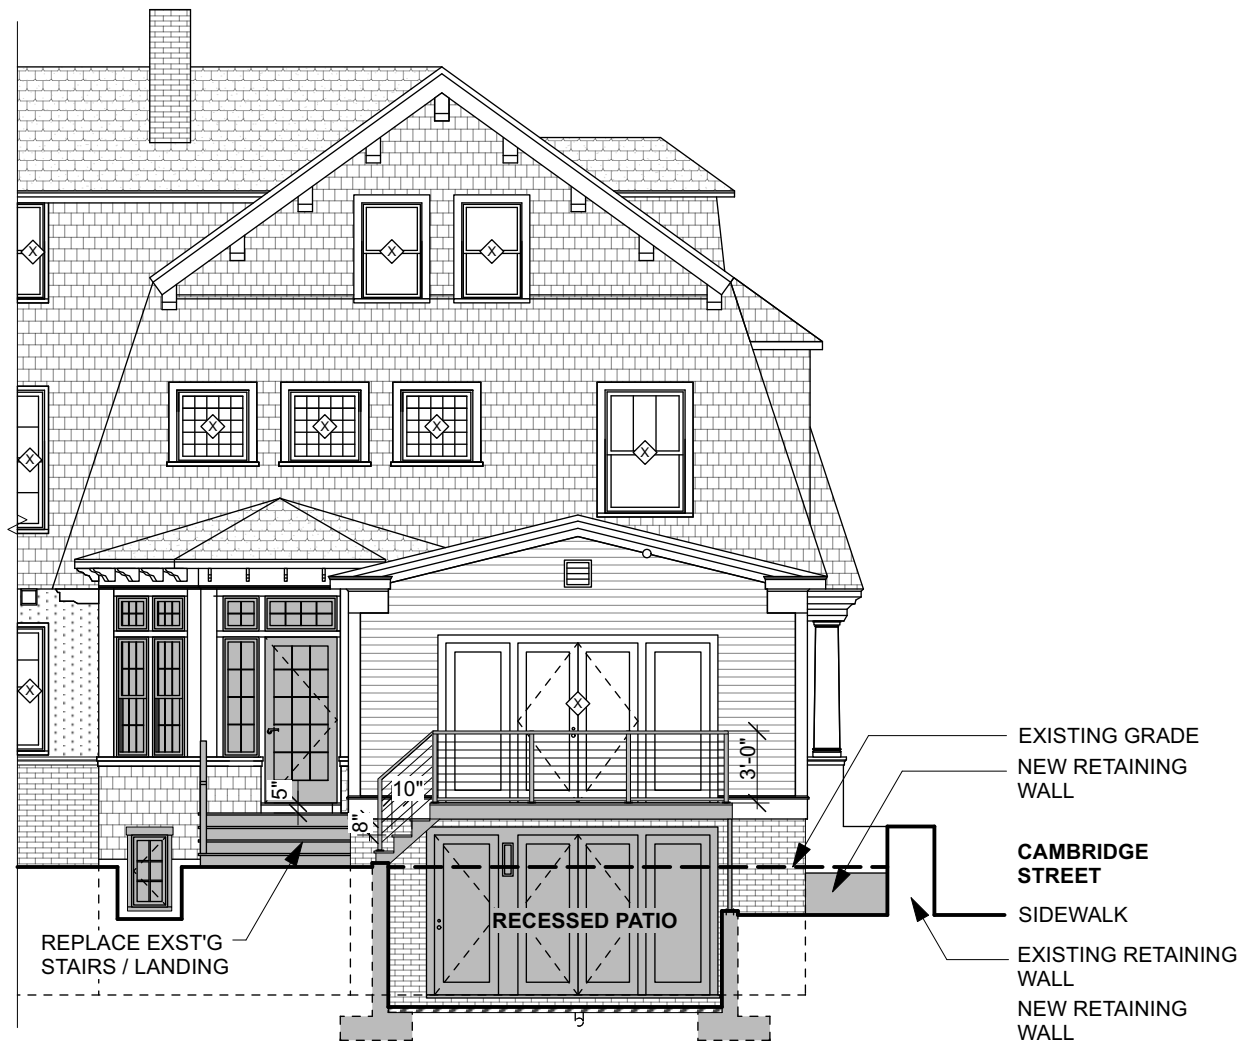 X
X
X
X
X
X
X
X
X
X
3'-0"
10"
5"
8"
EXISTING GRADE
NEW RETAINING
WALL
CAMBRIDGE
STREET
SIDEWALK
RECESSED PATIO
REPLACE EXST'G
STAIRS / LANDING
EXISTING RETAINING
WALL
NEW RETAINING
WALL